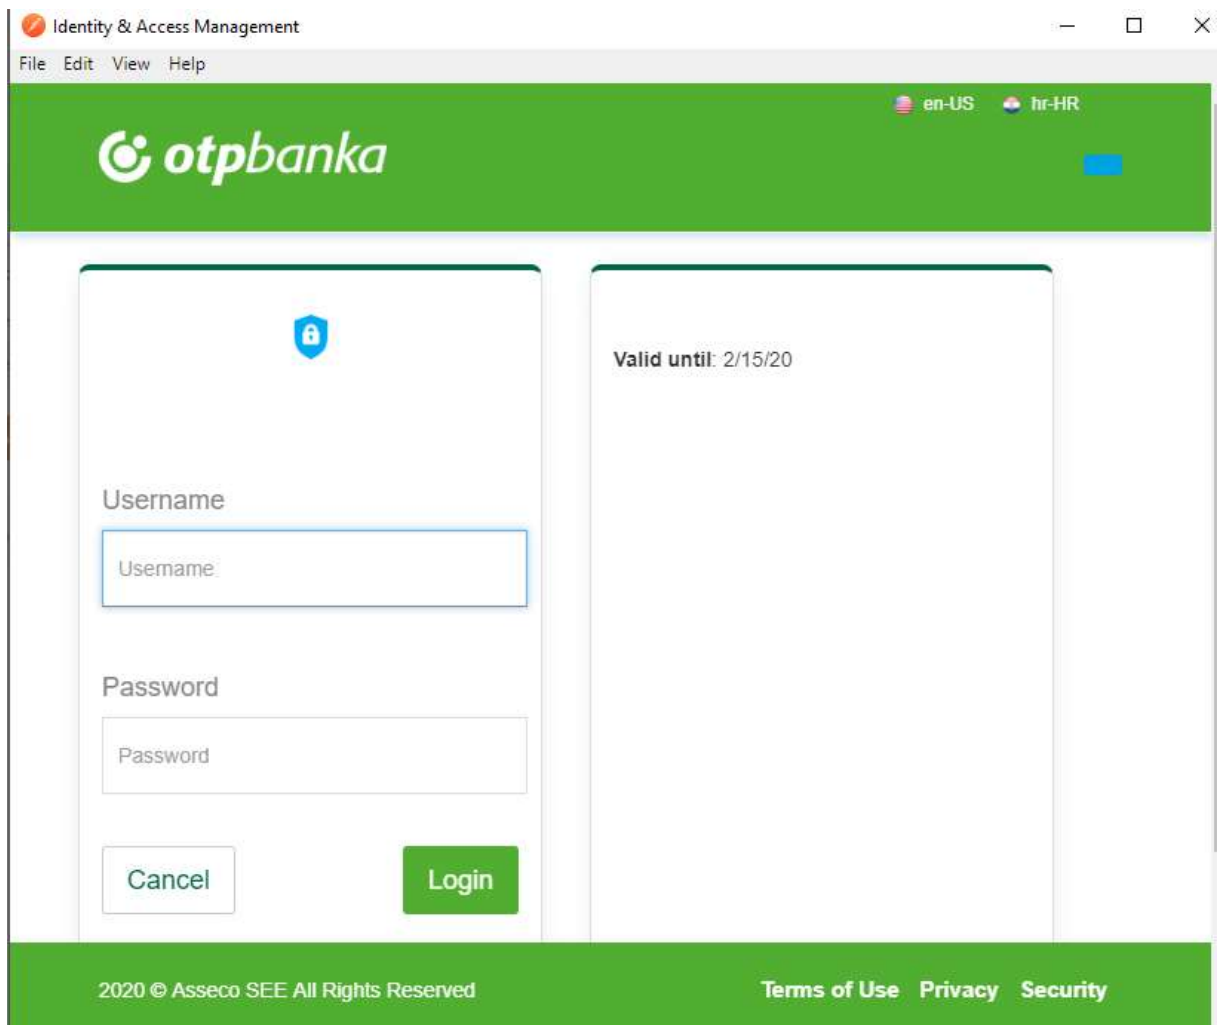 Identity & Access Management
File Edit View Help
en-US hr-HR
otpbanka
Valid until: 2/15/20
Username
Username
Password
Password
Cancel Login
2020 © Asseco SEE All Rights Reserved Terms of Use Privacy Security